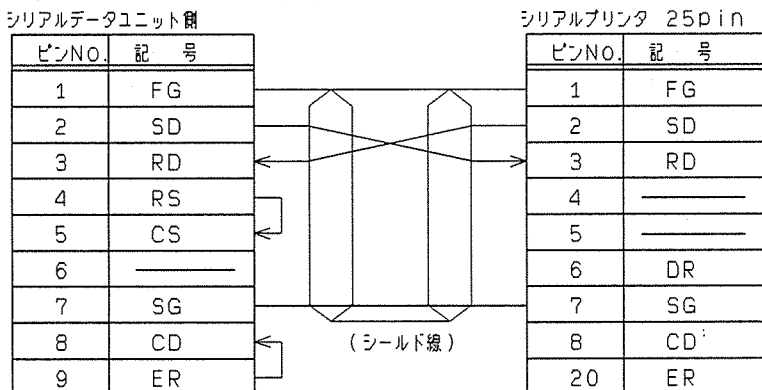 シリアルデータユニット側
ピンNO. 記 号
1 FG
2 SD
3 RD
4 RS
5 CS
6 ―――
7 SG
8 CD
9 ER
シリアルプリンタ 25pin
ピンNO. 記 号
1 FG
2 SD
3 RD
4 ―――
5 ―――
6 DR
7 SG
8 CD
20 ER
(シールド線)